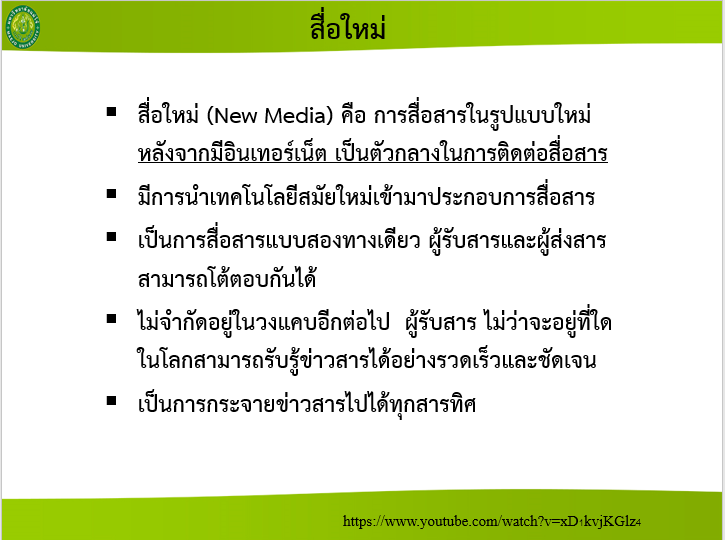 สื่อใหม่
▪ สื่อใหม่ (New Media) คือ การสื่อสารในรูปแบบใหม่
หลังจากมีอินเทอร์เน็ต เป็นตัวกลางในการติดต่อสื่อสาร
▪ มีการนำเทคโนโลยีสมัยใหม่เข้ามาประกอบการสื่อสาร
▪ เป็นการสื่อสารแบบสองทางเดียว ผู้รับสารและผู้ส่งสาร
สามารถโต้ตอบกันได้
▪ ไม่จำกัดอยู่ในวงแคบอีกต่อไป ผู้รับสาร ไม่ว่าจะอยู่ที่ใด
ในโลกสามารถรับรู้ข่าวสารได้อย่างรวดเร็วและชัดเจน
▪ เป็นการกระจายข่าวสารไปได้ทุกสารทิศ
https://www.youtube.com/watch?v=xD1kvjKGlz4